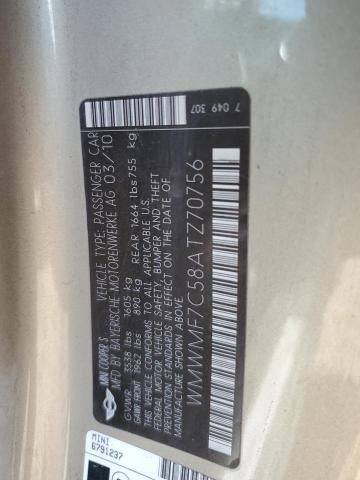 MINI COOPER S
VEHICLE TYPE: PASSENGER CAR
MFD BY BAYERISCHE MOTORENWERKE AG 03/10
GVWR 3538 lbs 1605 kg
GAWR FRONT 1962 lbs 890 kg REAR 1664 lbs 755 kg
THIS VEHICLE CONFORMS TO ALL APPLICABLE U.S.
FEDERAL MOTOR VEHICLE SAFETY, BUMPER AND THEFT
PREVENTION STANDARDS IN EFFECT ON THE DATE OF
MANUFACTURE SHOWN ABOVE.
WMWMF7C58ATZ70756
7 049 307
MINI
6791237